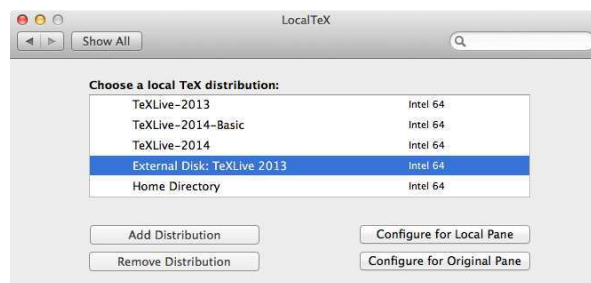 LocalTeX
Show All
Choose a local TeX distribution:
TeXLive-2013 Intel 64
TeXLive-2014-Basic Intel 64
TeXLive-2014 Intel 64
External Disk: TeXLive 2013 Intel 64
Home Directory Intel 64
Add Distribution Configure for Local Pane
Remove Distribution Configure for Original Pane